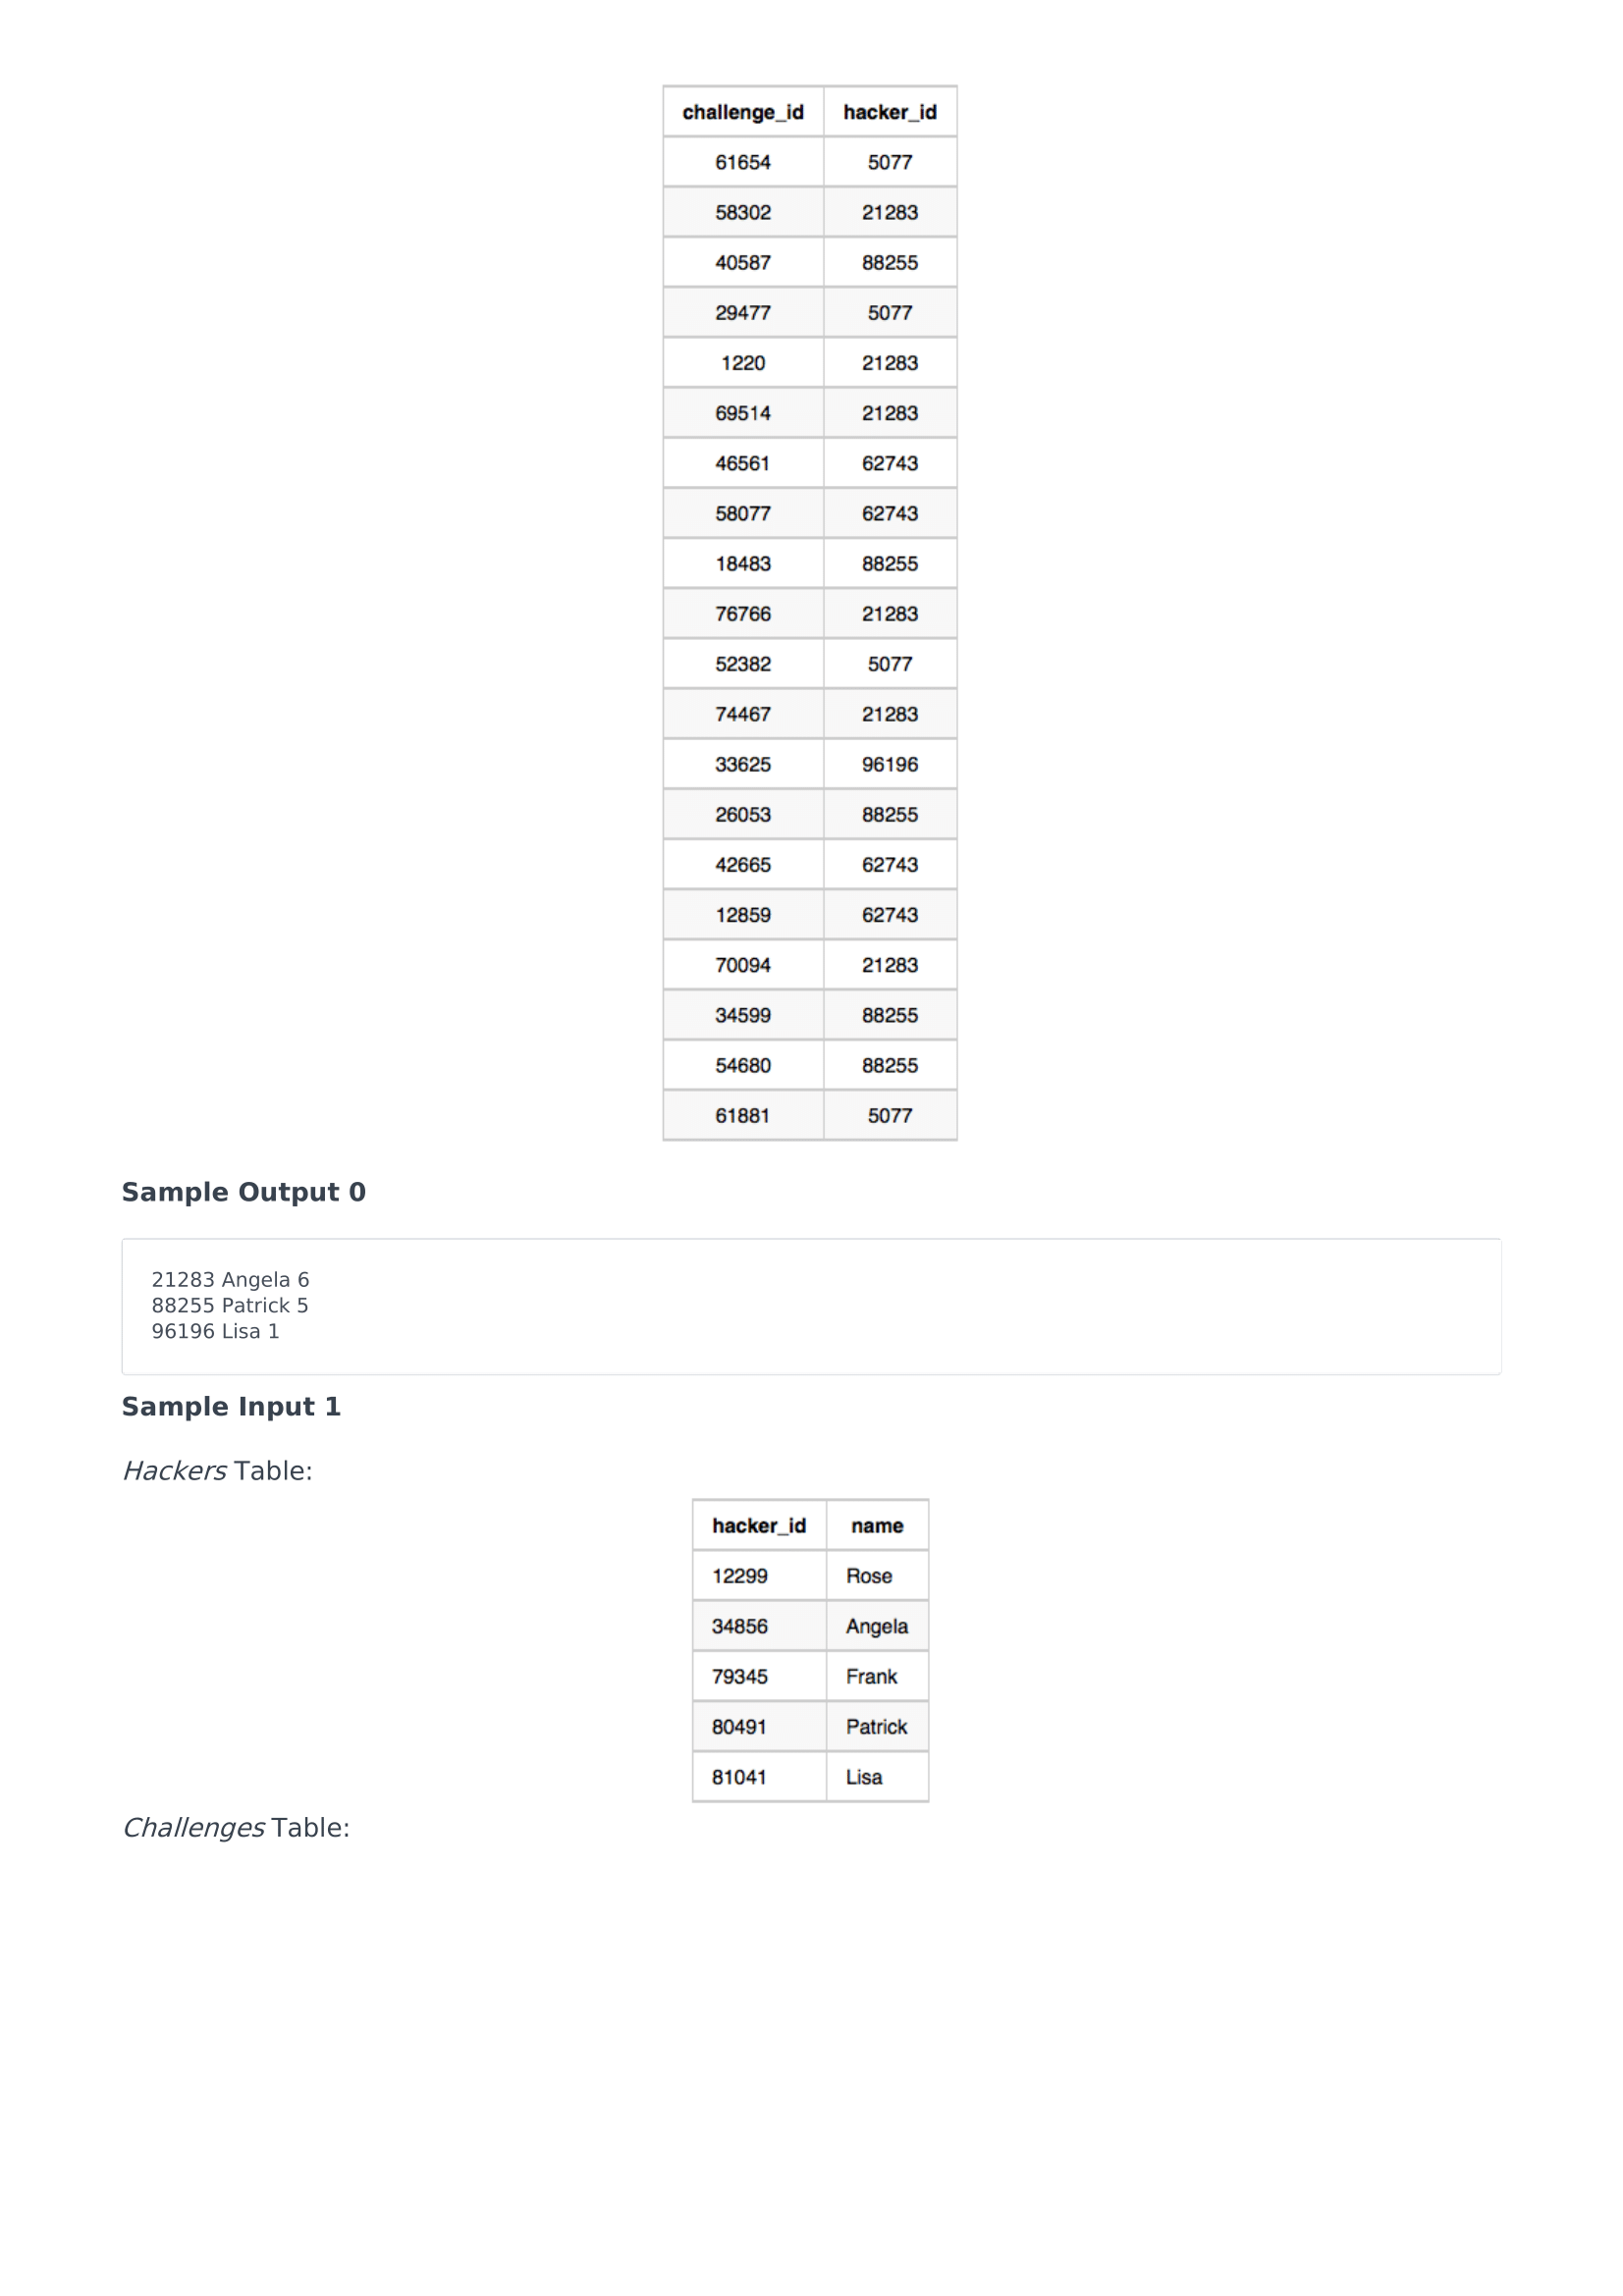 challenge_id hacker_id
61654 5077
58302 21283
40587 88255
29477 5077
1220 21283
69514 21283
46561 62743
58077 62743
18483 88255
76766 21283
52382 5077
74467 21283
33625 96196
26053 88255
42665 62743
12859 62743
70094 21283
34599 88255
54680 88255
61881 5077
Sample Output 0
21283 Angela 6
88255 Patrick 5
96196 Lisa 1
Sample Input 1
Hackers Table:
hacker_id name
12299 Rose
34856 Angela
79345 Frank
80491 Patrick
81041 Lisa
Challenges Table: